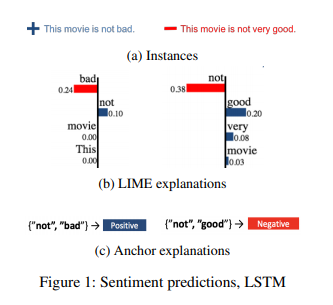 + This movie is not bad. − This movie is not very good.
(a) Instances
bad not
0.24 0.38
not good
0.10 0.20
movie very
0.00 0.08
This movie
0.00 0.03
(b) LIME explanations
{"not", "bad"} → Positive {"not", "good"} → Negative
(c) Anchor explanations
Figure 1: Sentiment predictions, LSTM